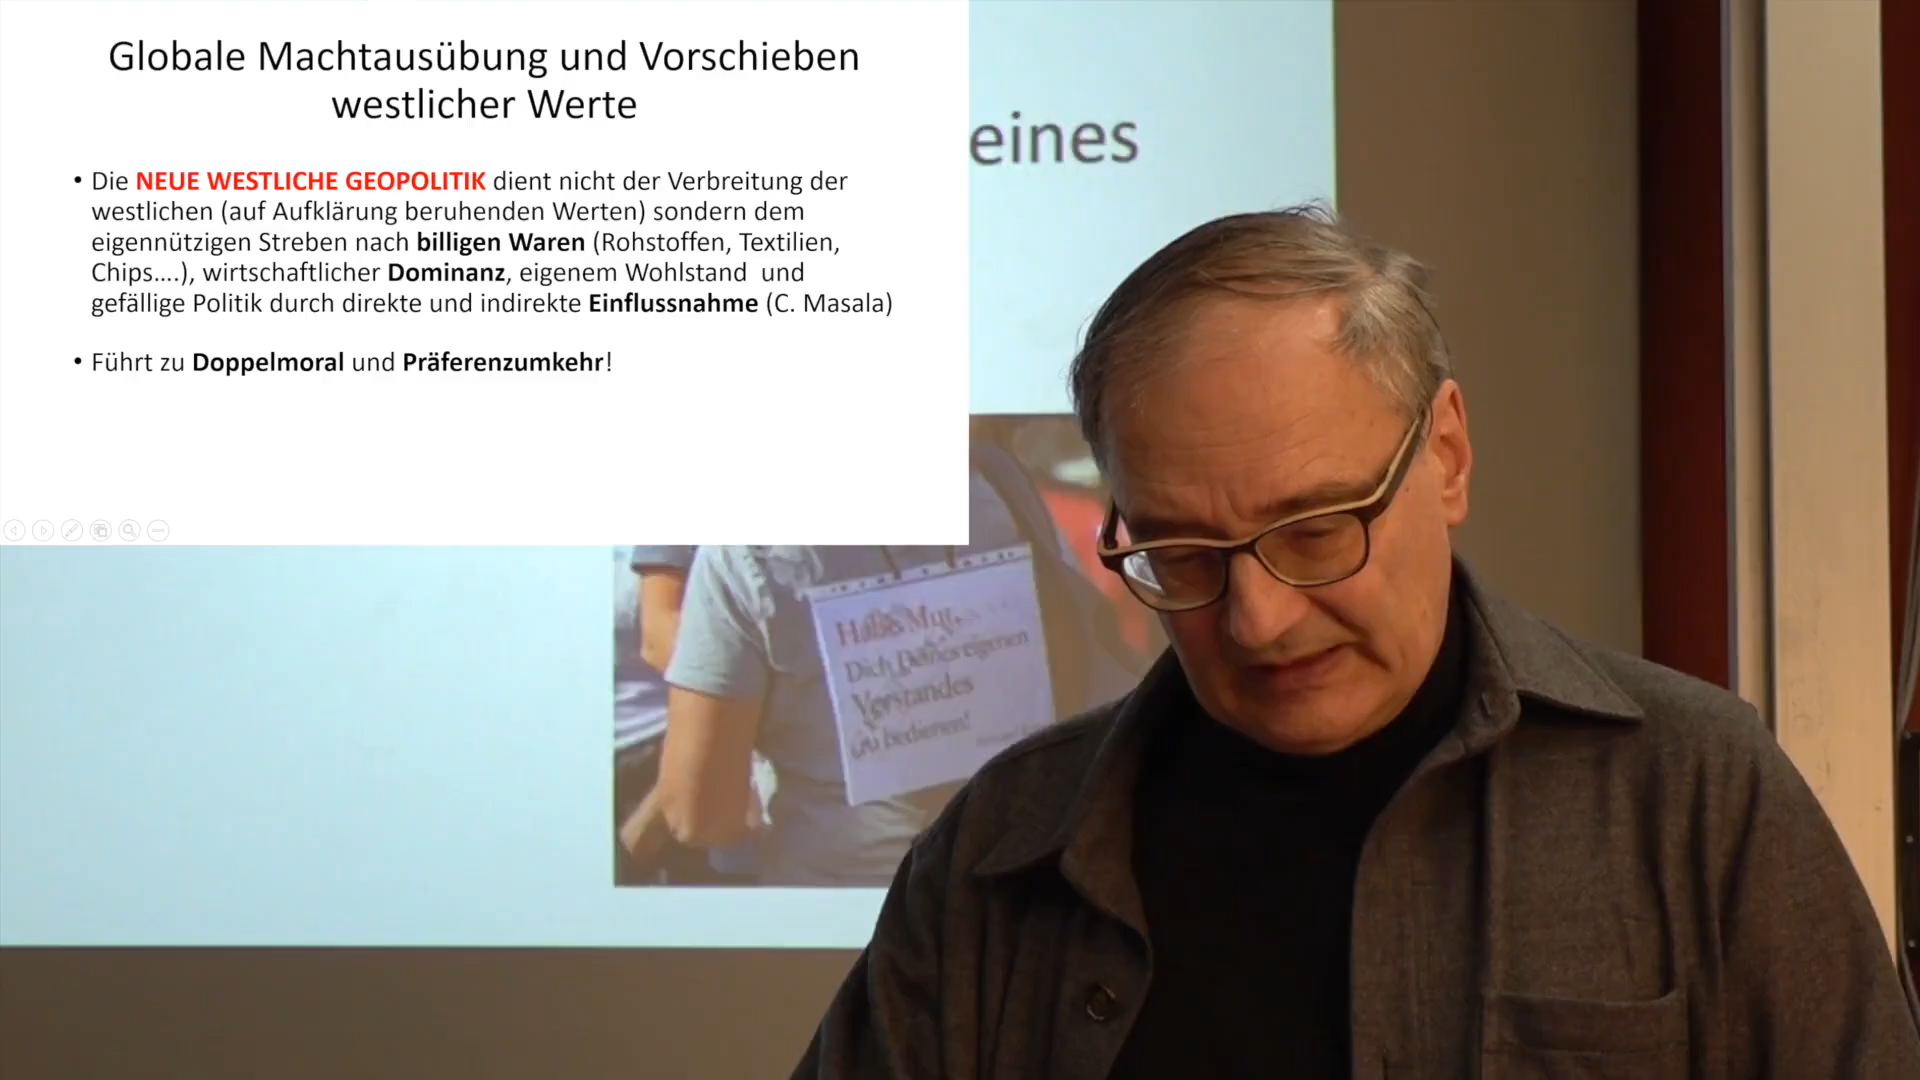 Globale Machtausübung und Vorschieben
westlicher Werte
• Die NEUE WESTLICHE GEOPOLITIK dient nicht der Verbreitung der
westlichen (auf Aufklärung beruhenden Werten) sondern dem
eigennützigen Streben nach billigen Waren (Rohstoffen, Textilien,
Chips....), wirtschaftlicher Dominanz, eigenem Wohlstand und
gefällige Politik durch direkte und indirekte Einflussnahme (C. Masala)
• Führt zu Doppelmoral und Präferenzumkehr!
eines
Habe Mut,
Dich Deines eigenen
Verstandes
zu bedienen!